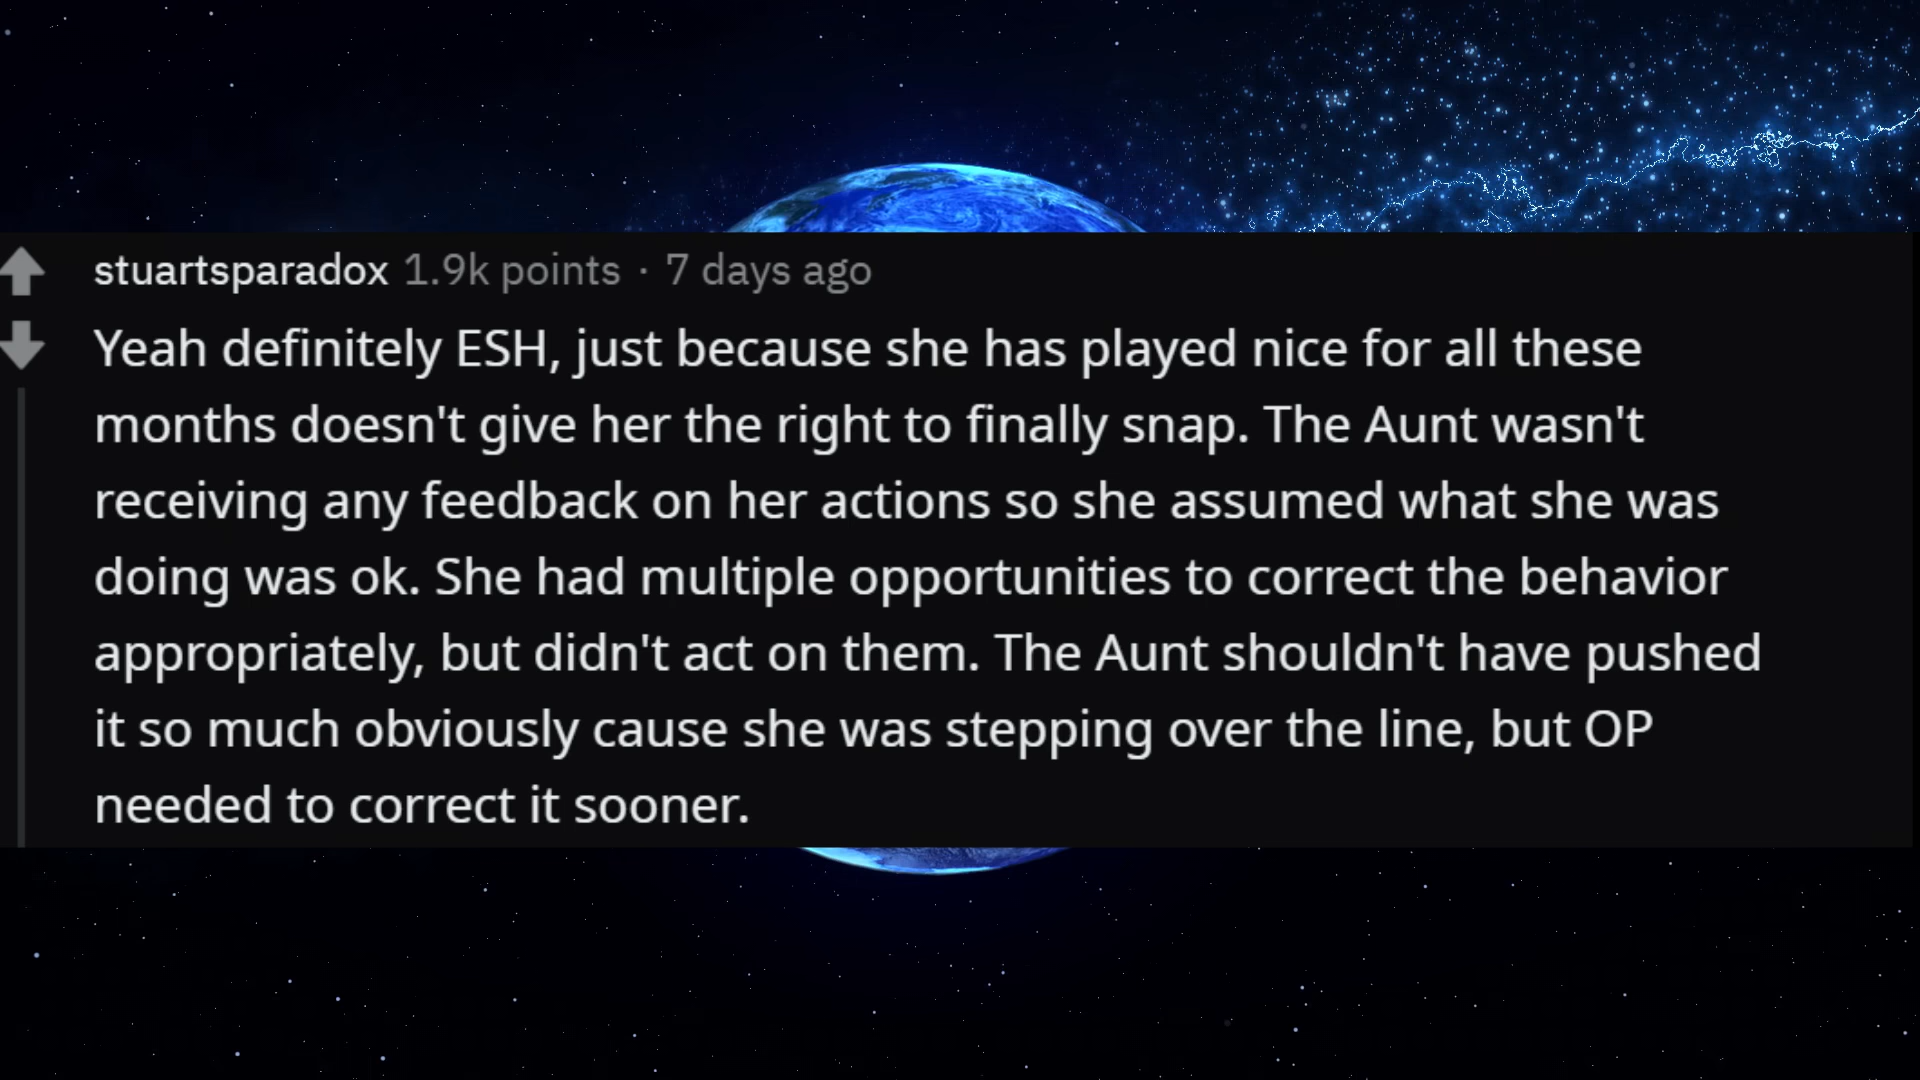 stuartsparadox 1.9k points · 7 days ago
Yeah definitely ESH, just because she has played nice for all these
months doesn't give her the right to finally snap. The Aunt wasn't
receiving any feedback on her actions so she assumed what she was
doing was ok. She had multiple opportunities to correct the behavior
appropriately, but didn't act on them. The Aunt shouldn't have pushed
it so much obviously cause she was stepping over the line, but OP
needed to correct it sooner.